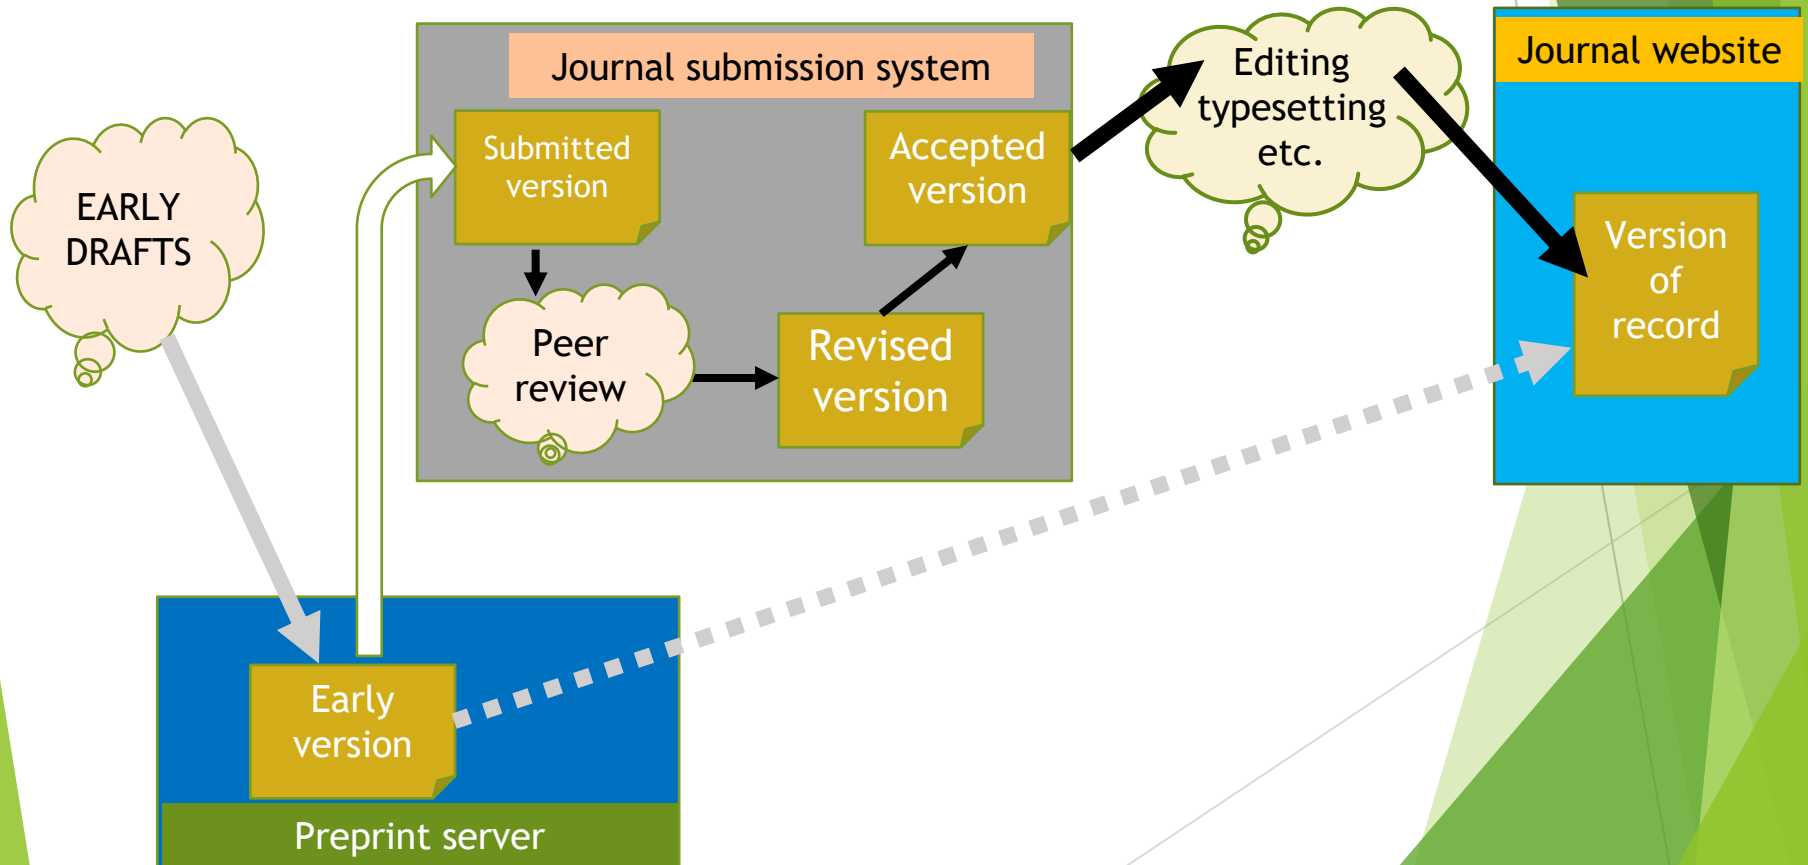 EARLY
DRAFTS
Journal submission system
Submitted
version
Peer
review
Revised
version
Accepted
version
Editing
typesetting
etc.
Journal website
Version
of
record
Early
version
Preprint server